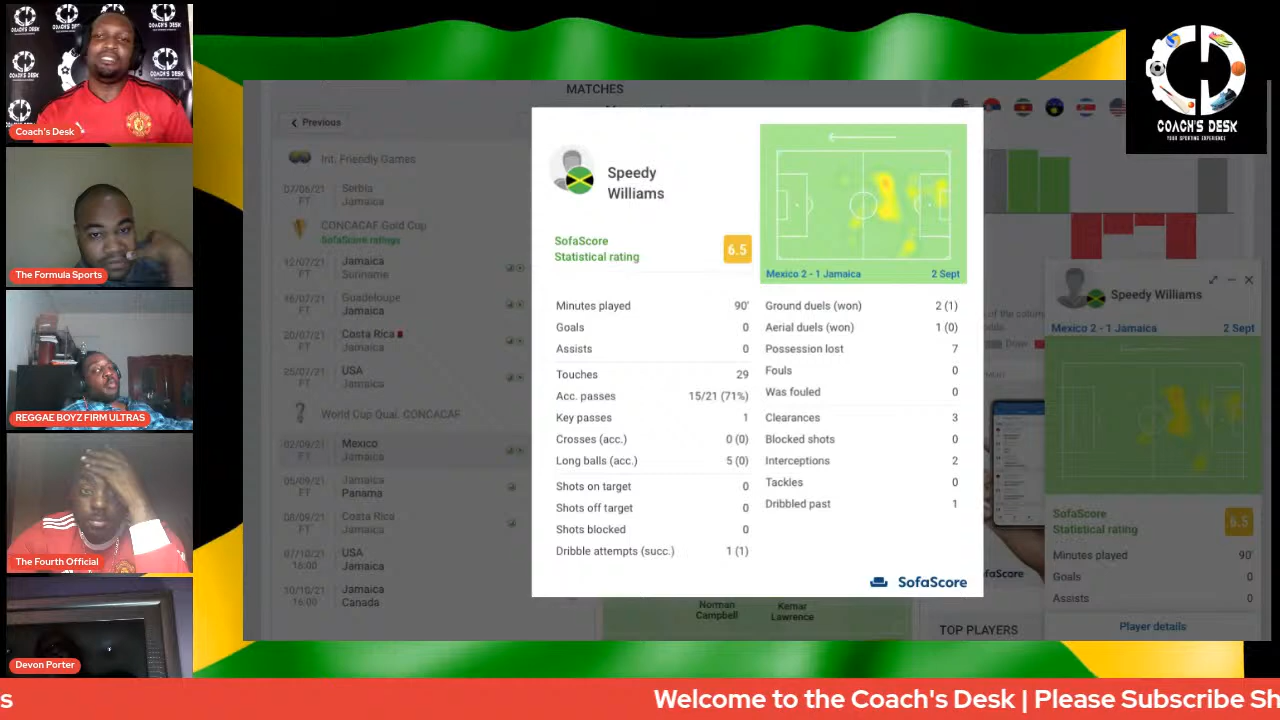 COACH'S DESK
YOUR SPORTING EXPERIENCE
Coach's Desk
The Formula Sports
REGGAE BOYZ FIRM ULTRAS
The Fourth Official
Devon Porter
MATCHES
Previous
Int. Friendly Games
07/06/21 Serbia
FT Jamaica
CONCACAF Gold Cup
SofaScore ratings
12/07/21 Jamaica
FT Suriname
16/07/21 Guadeloupe
FT Jamaica
20/07/21 Costa Rica
FT Jamaica
25/07/21 USA
FT Jamaica
World Cup Qual. CONCACAF
02/09/21 Mexico
FT Jamaica
05/09/21 Jamaica
FT Panama
08/09/21 Costa Rica
FT Jamaica
07/10/21 USA
16:00 Jamaica
10/10/21 Jamaica
16:00 Canada
Speedy
Williams
SofaScore
Statistical rating
6.5
Mexico 2 - 1 Jamaica 2 Sept
Minutes played 90'
Goals 0
Assists 0
Touches 29
Acc. passes 15/21 (71%)
Key passes 1
Crosses (acc.) 0 (0)
Long balls (acc.) 5 (0)
Shots on target 0
Shots off target 0
Shots blocked 0
Dribble attempts (succ.) 1 (1)
Ground duels (won) 2 (1)
Aerial duels (won) 1 (0)
Possession lost 7
Fouls 0
Was fouled 0
Clearances 3
Blocked shots 0
Interceptions 2
Tackles 0
Dribbled past 1
SofaScore
Norman
Campbell
Kemar
Lawrence
Speedy Williams
Mexico 2 - 1 Jamaica 2 Sept
SofaScore
Statistical rating
6.5
Minutes played 90'
Goals 0
Assists 0
Player details
TOP PLAYERS
s Welcome to the Coach's Desk | Please Subscribe Sh